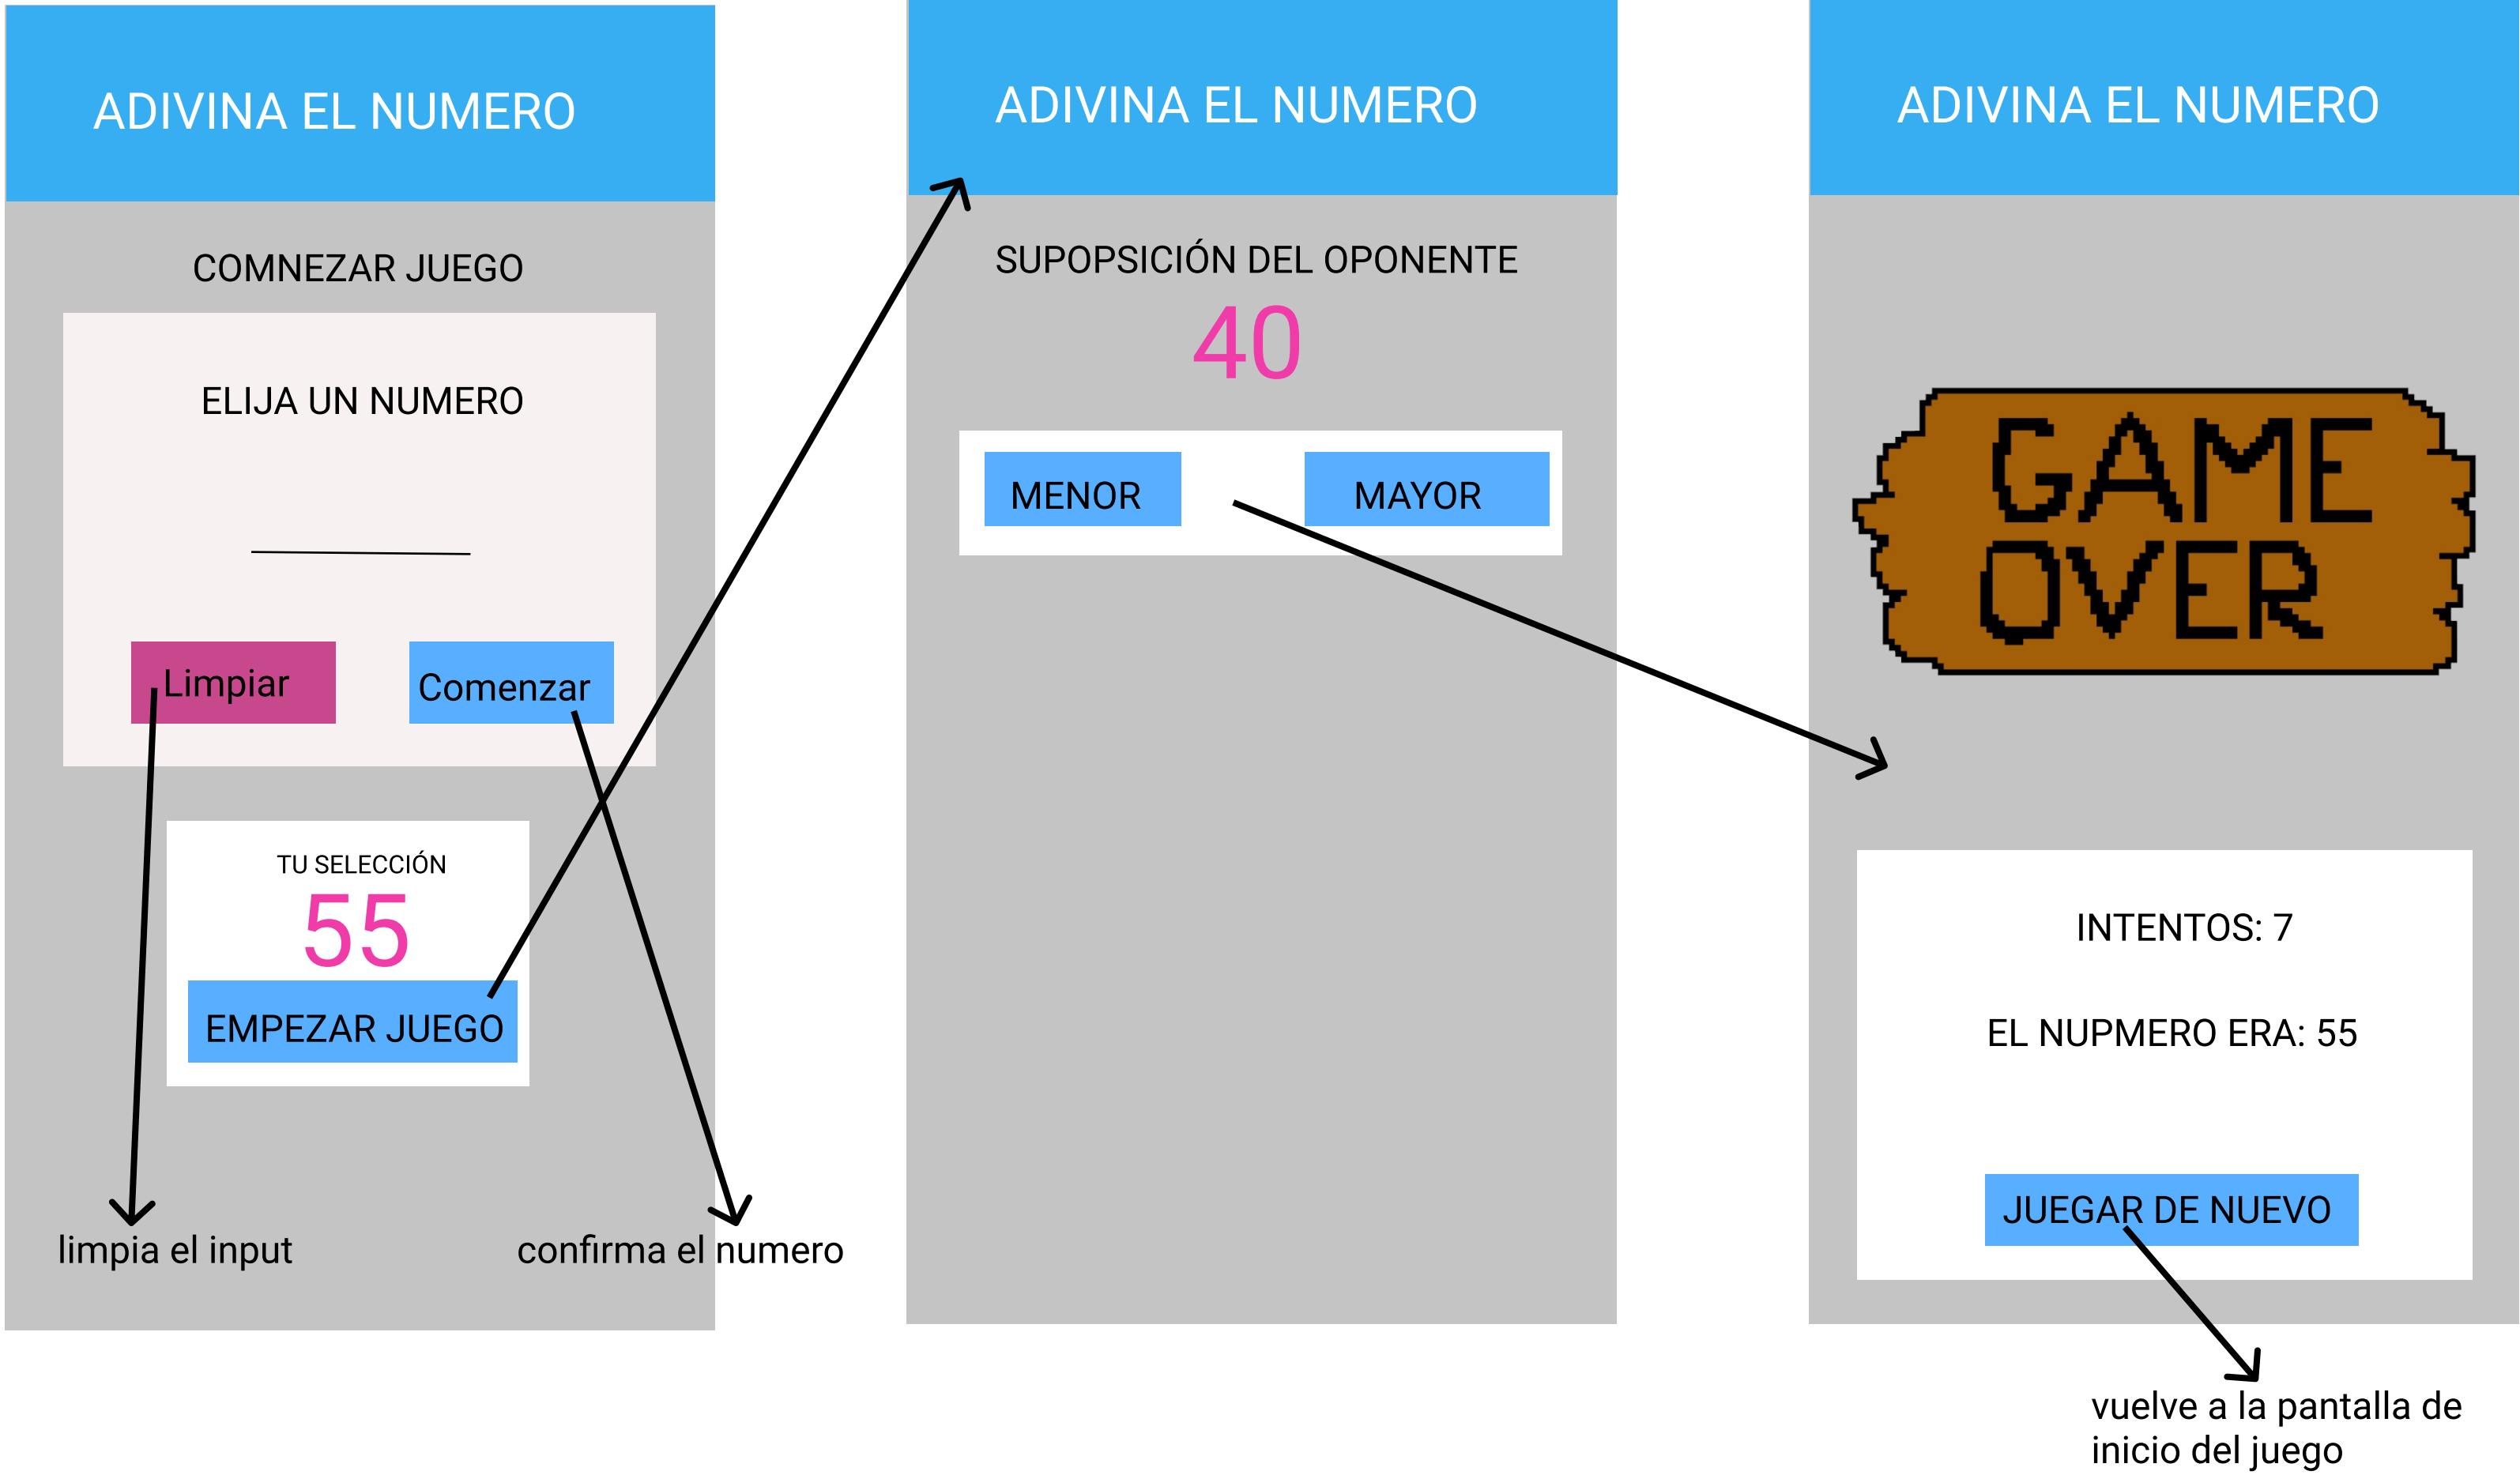 ADIVINA EL NUMERO
COMNEZAR JUEGO
ELIJA UN NUMERO
Limpiar
Comenzar
TU SELECCIÓN
55
EMPEZAR JUEGO
limpia el input
confirma el numero
ADIVINA EL NUMERO
SUPOPSICIÓN DEL OPONENTE
40
MENOR
MAYOR
ADIVINA EL NUMERO
GAME
OVER
INTENTOS: 7
EL NUPMERO ERA: 55
JUEGAR DE NUEVO
vuelve a la pantalla de
inicio del juego